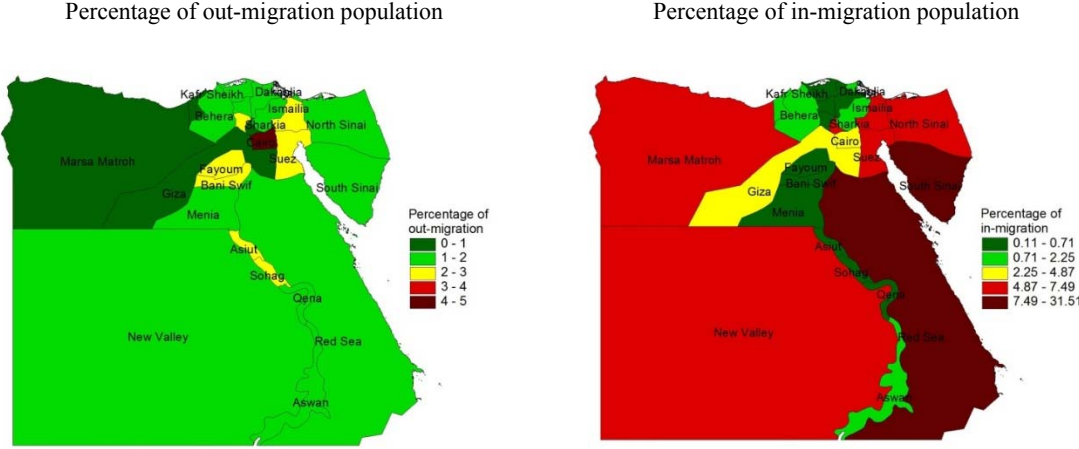 Percentage of out-migration population
Kafr Sheikh
Behera
Ismailia
Sharkia
North Sinai
Cairo
Marsa Matroh
Suez
Fayoum
Giza
Bani Swif
South Sinai
Menia
Asiut
Sohag
Qena
New Valley
Red Sea
Aswan
Percentage of
out-migration
0 - 1
1 - 2
2 - 3
3 - 4
4 - 5
Percentage of in-migration population
Kafr Sheikh
Behera
Ismailia
Sharkia
North Sinai
Cairo
Marsa Matroh
Suez
Fayoum
Giza
Bani Swif
South Sinai
Menia
Asiut
Sohag
Qena
New Valley
Red Sea
Aswan
Percentage of
in-migration
0.11 - 0.71
0.71 - 2.25
2.25 - 4.87
4.87 - 7.49
7.49 - 31.51